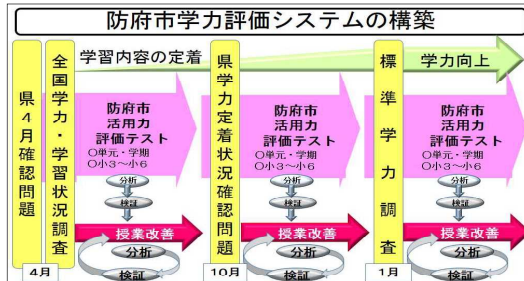 防府市学力評価システムの構築
学習内容の定着
学力向上
県4月確認問題
全国学力・学習状況調査
4月
防府市
活用力
評価テスト
〇単元・学期
〇小3～小6
分析
検証
授業改善
分析
検証
県学力定着状況確認問題
10月
防府市
活用力
評価テスト
〇単元・学期
〇小3～小6
分析
検証
授業改善
分析
検証
標準学力調査
1月
防府市
活用力
評価テスト
〇単元・学期
〇小3～小6
分析
検証
授業改善
分析
検証